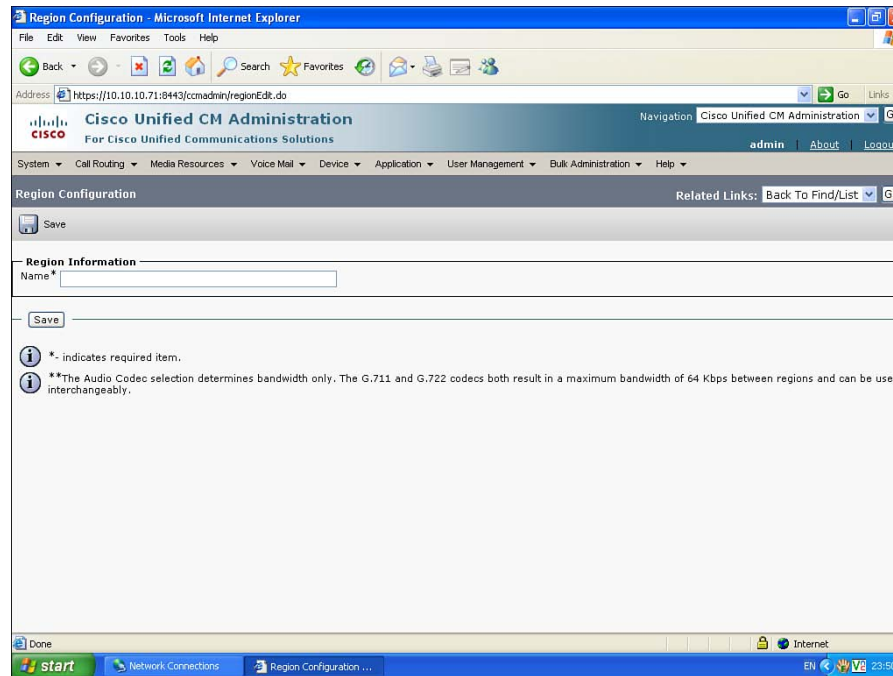 Region Configuration - Microsoft Internet Explorer
File Edit View Favorites Tools Help
Back Search Favorites
Address https://10.10.10.71:8443/ccmadmin/regionEdit.do Go Links
Cisco Unified CM Administration
CISCO
For Cisco Unified Communications Solutions
Navigation Cisco Unified CM Administration G
admin | About | Logou
System Call Routing Media Resources Voice Mail Device Application User Management Bulk Administration Help
Region Configuration
Related Links: Back To Find/List G
Save
Region Information
Name*
Save
*- indicates required item.
**The Audio Codec selection determines bandwidth only. The G.711 and G.722 codecs both result in a maximum bandwidth of 64 Kbps between regions and can be use
interchangeably.
Done Internet
start Network Connections Region Configuration ... EN